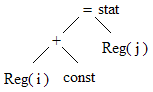 = stat
+ Reg( j )
Reg( i ) const